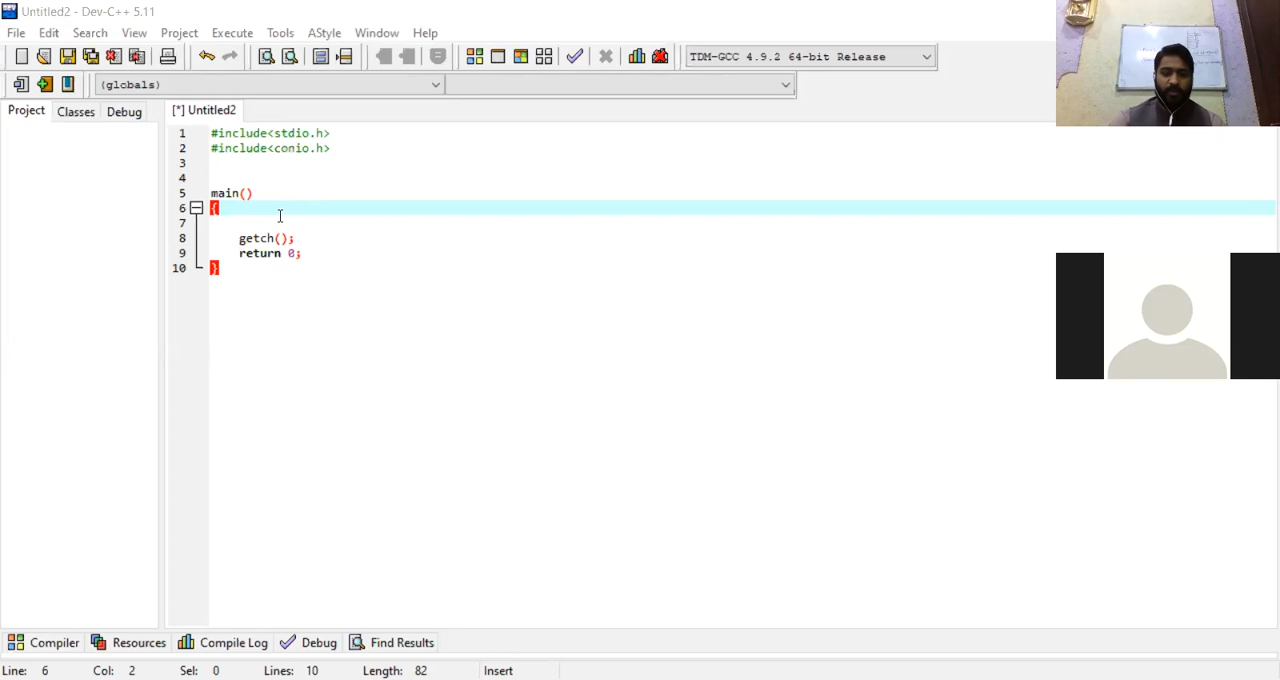 Untitled2 - Dev-C++ 5.11
File Edit Search View Project Execute Tools AStyle Window Help
TDM-GCC 4.9.2 64-bit Release
(globals)
Project Classes Debug
[*] Untitled2
1 #include<stdio.h>
2 #include<conio.h>
3
4
5 main()
6 {
7
8 getch();
9 return 0;
10 }
Compiler Resources Compile Log Debug Find Results
Line: 6 Col: 2 Sel: 0 Lines: 10 Length: 82 Insert